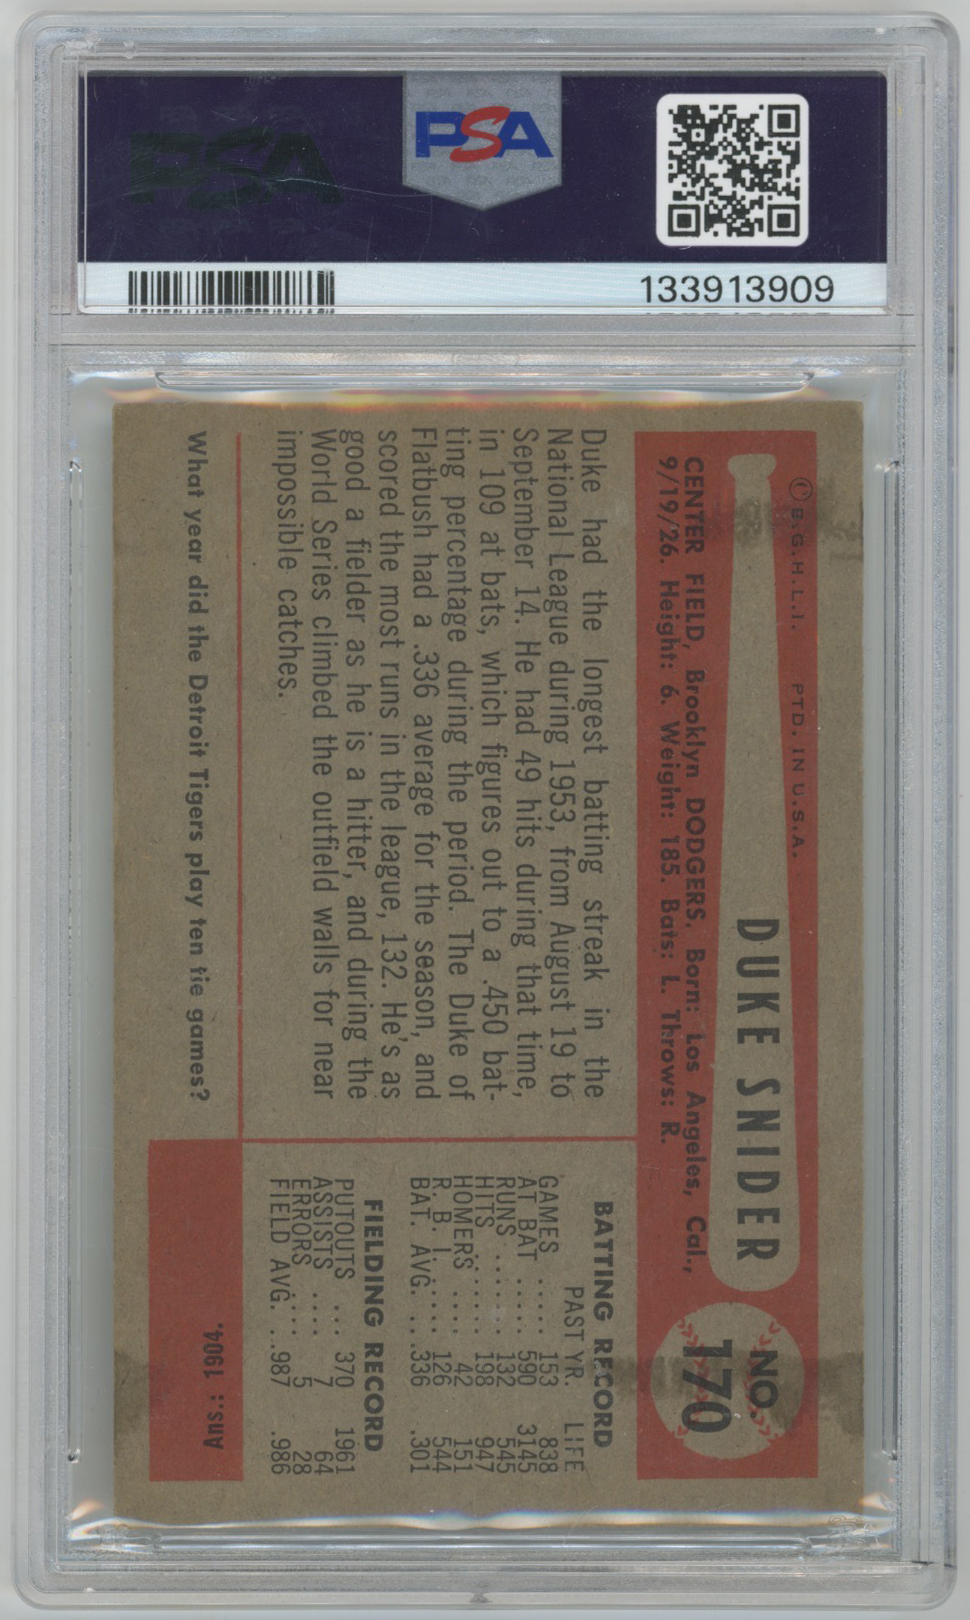 PSA
PSA
133913909
© B.G.H.L.I. PTD. IN U.S.A.
DUKE SNIDER
NO.
170
CENTER FIELD, Brooklyn DODGERS. Born: Los Angeles, Cal.,
9/19/26. Height: 6. Weight: 185. Bats: L. Throws: R.
Duke had the longest batting streak in the
National League during 1953, from August 19 to
September 14. He had 49 hits during that time,
in 109 at bats, which figures out to a .450 bat-
ting percentage during the period. The Duke of
Flatbush had a .336 average for the season, and
scored the most runs in the league, 132. He's as
good a fielder as he is a hitter, and during the
World Series climbed the outfield walls for near
impossible catches.
BATTING RECORD
PAST YR. LIFE
GAMES .... 153 838
AT BAT .... 590 3145
RUNS ..... 132 545
HITS ..... 198 947
HOMERS .... 42 151
R. B. I. .... 126 544
BAT. AVG. ...336 .301
FIELDING RECORD
PUTOUTS ... 370 1961
ASSISTS .... 7 64
ERRORS .... 5 28
FIELD AVG. ..987 .986
What year did the Detroit Tigers play ten tie games?
Ans.: 1904.